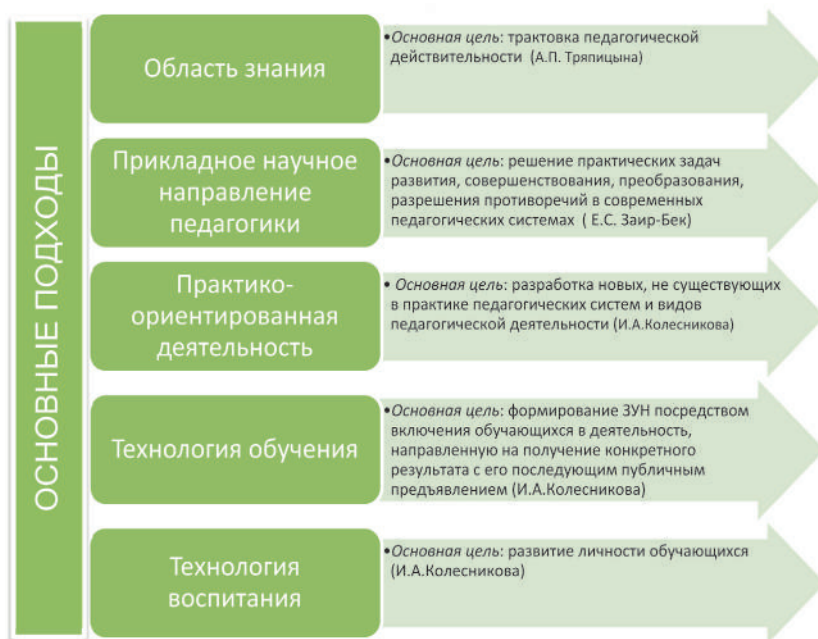 ОСНОВНЫЕ ПОДХОДЫ
Область знания
•Основная цель: трактовка педагогической
действительности (А.П. Тряпицына)
Прикладное научное
направление
педагогики
•Основная цель: решение практических задач
развития, совершенствования, преобразования,
разрешения противоречий в современных
педагогических системах ( Е.С. Заир-Бек)
Практико-
ориентированная
деятельность
• Основная цель: разработка новых, не существующих
в практике педагогических систем и видов
педагогической деятельности (И.А.Колесникова)
Технология обучения
•Основная цель: формирование ЗУН посредством
включения обучающихся в деятельность,
направленную на получение конкретного
результата с его последующим публичным
предъявлением (И.А.Колесникова)
Технология
воспитания
•Основная цель: развитие личности обучающихся
(И.А.Колесникова)